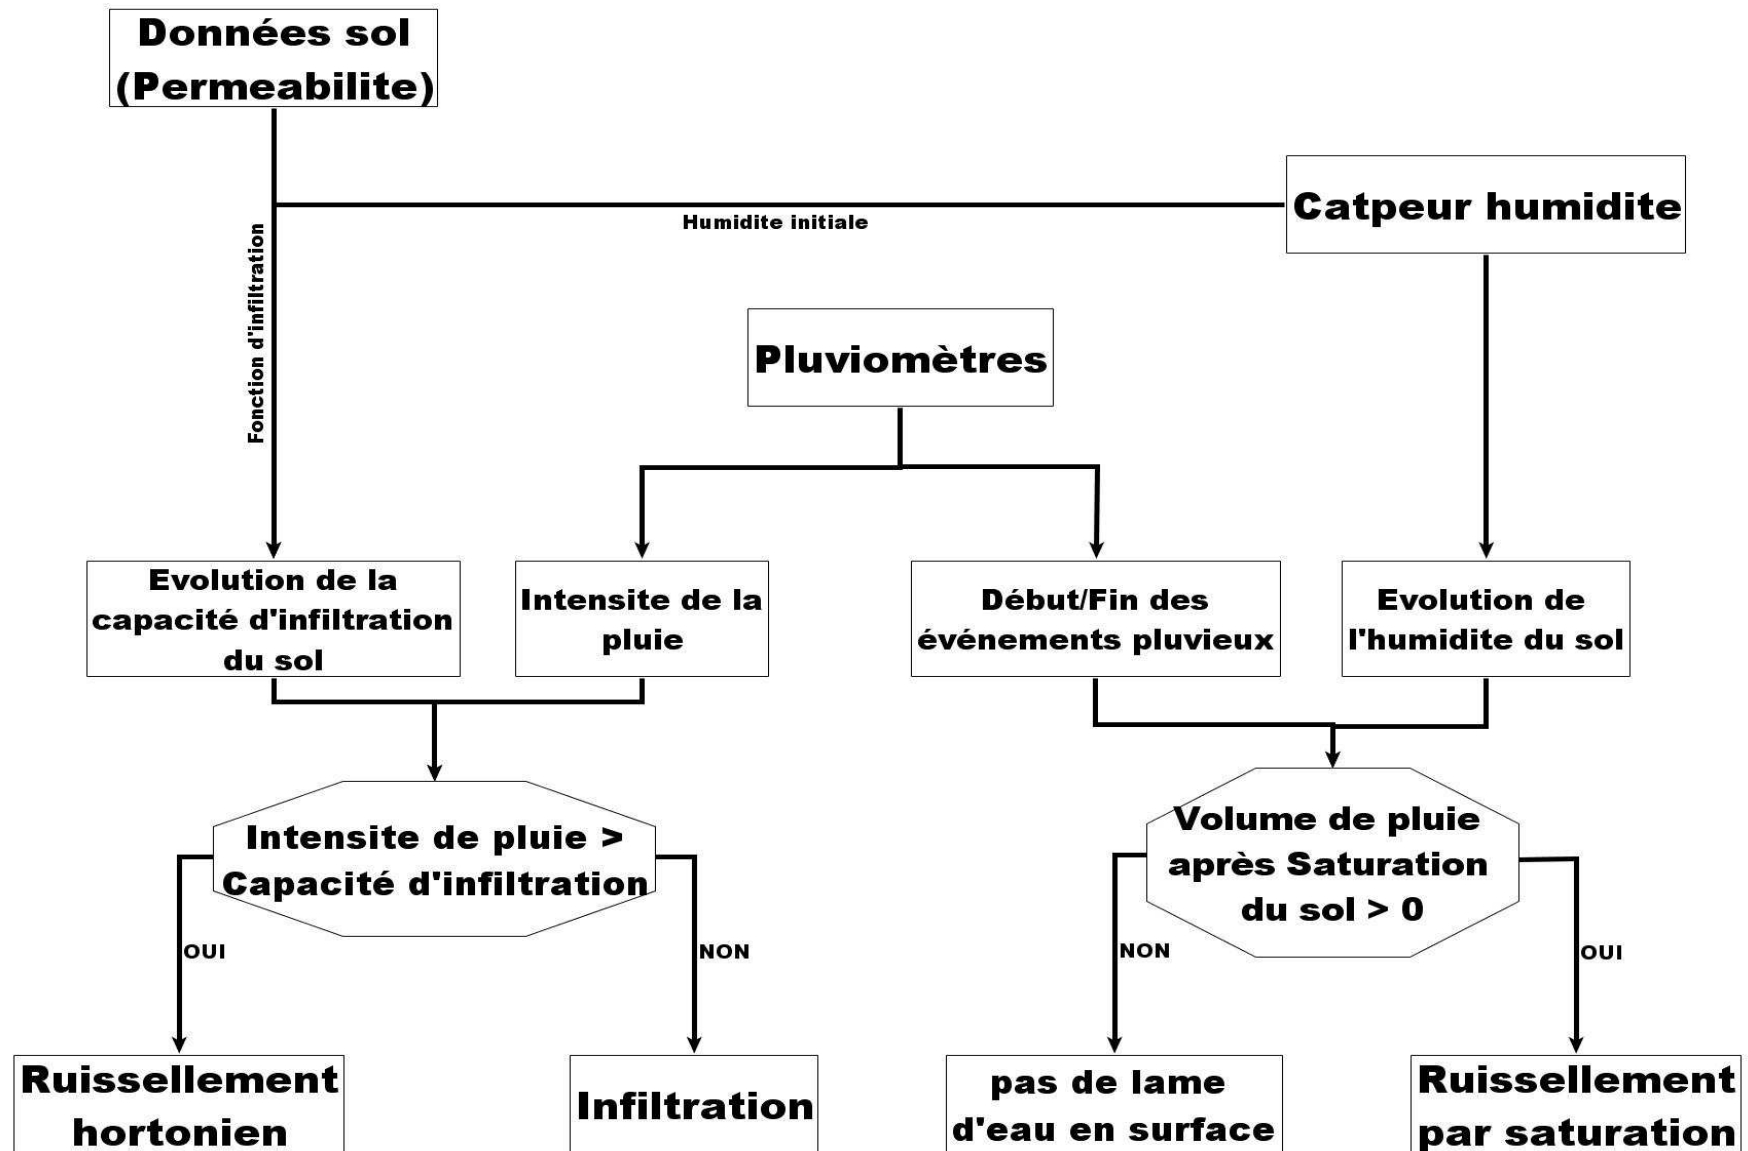 Données sol
(Permeabilite)
Catpeur humidite
Humidite initiale
Fonction d'infiltration
Pluviomètres
Evolution de la
capacité d'infiltration
du sol
Intensite de la
pluie
Début/Fin des
événements pluvieux
Evolution de
l'humidite du sol
Intensite de pluie >
Capacité d'infiltration
Volume de pluie
après Saturation
du sol > 0
OUI
NON
NON
OUI
Ruissellement
hortonien
Infiltration
pas de lame
d'eau en surface
Ruissellement
par saturation